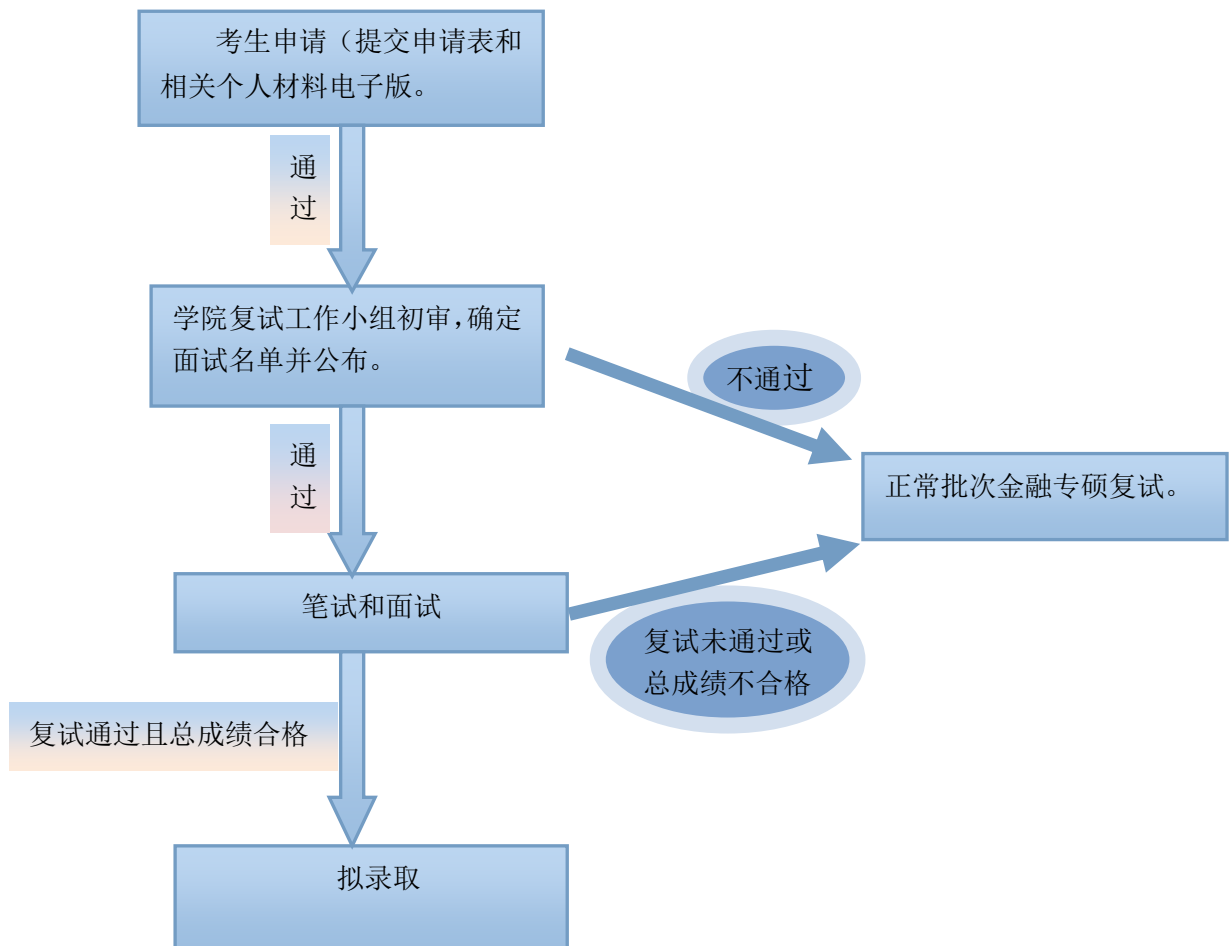 考生申请（提交申请表和
相关个人材料电子版。
通
过
学院复试工作小组初审，确定
面试名单并公布。
不通过
通
过
正常批次金融专硕复试。
笔试和面试
复试未通过或
总成绩不合格
复试通过且总成绩合格
拟录取